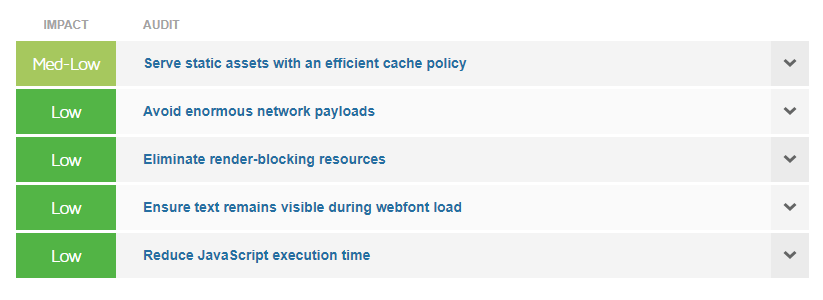 IMPACT AUDIT
Med-Low Serve static assets with an efficient cache policy
Low Avoid enormous network payloads
Low Eliminate render-blocking resources
Low Ensure text remains visible during webfont load
Low Reduce JavaScript execution time